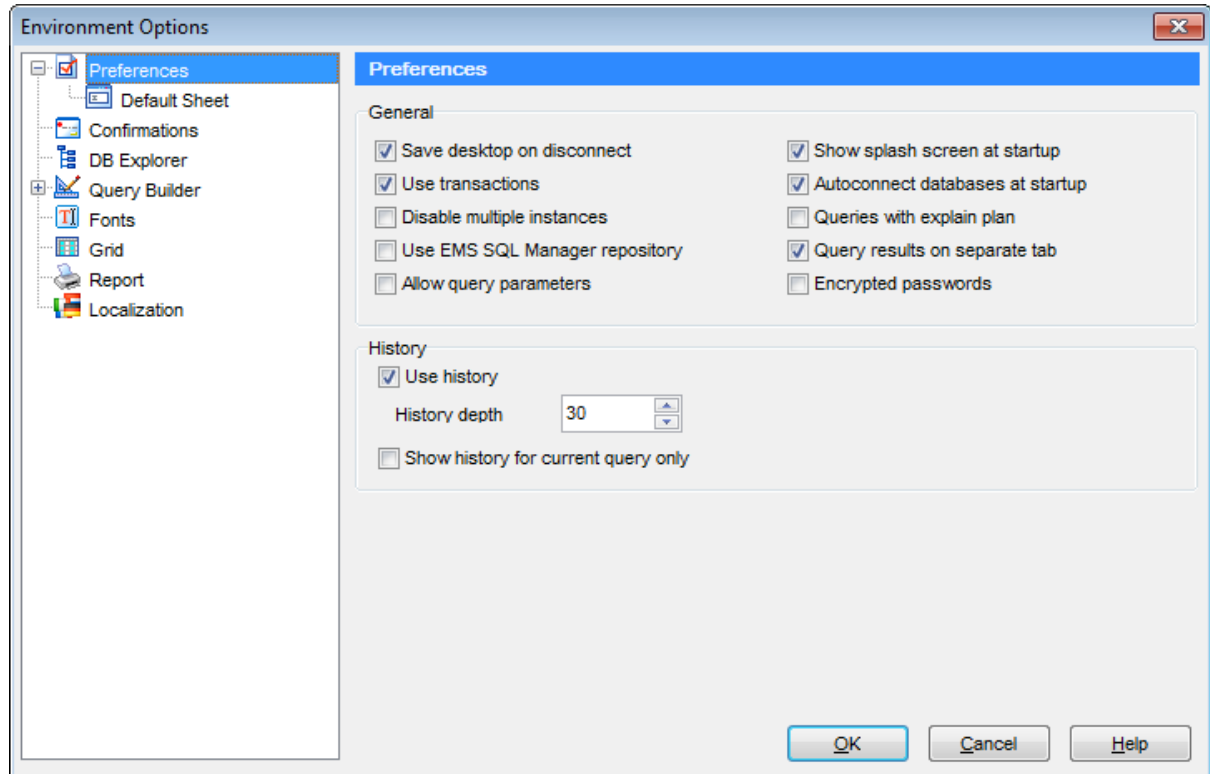 Environment Options
Preferences
Default Sheet
Confirmations
DB Explorer
Query Builder
Fonts
Grid
Report
Localization
Preferences
General
Save desktop on disconnect
Use transactions
Disable multiple instances
Use EMS SQL Manager repository
Allow query parameters
Show splash screen at startup
Autoconnect databases at startup
Queries with explain plan
Query results on separate tab
Encrypted passwords
History
Use history
History depth 30
Show history for current query only
OK Cancel Help